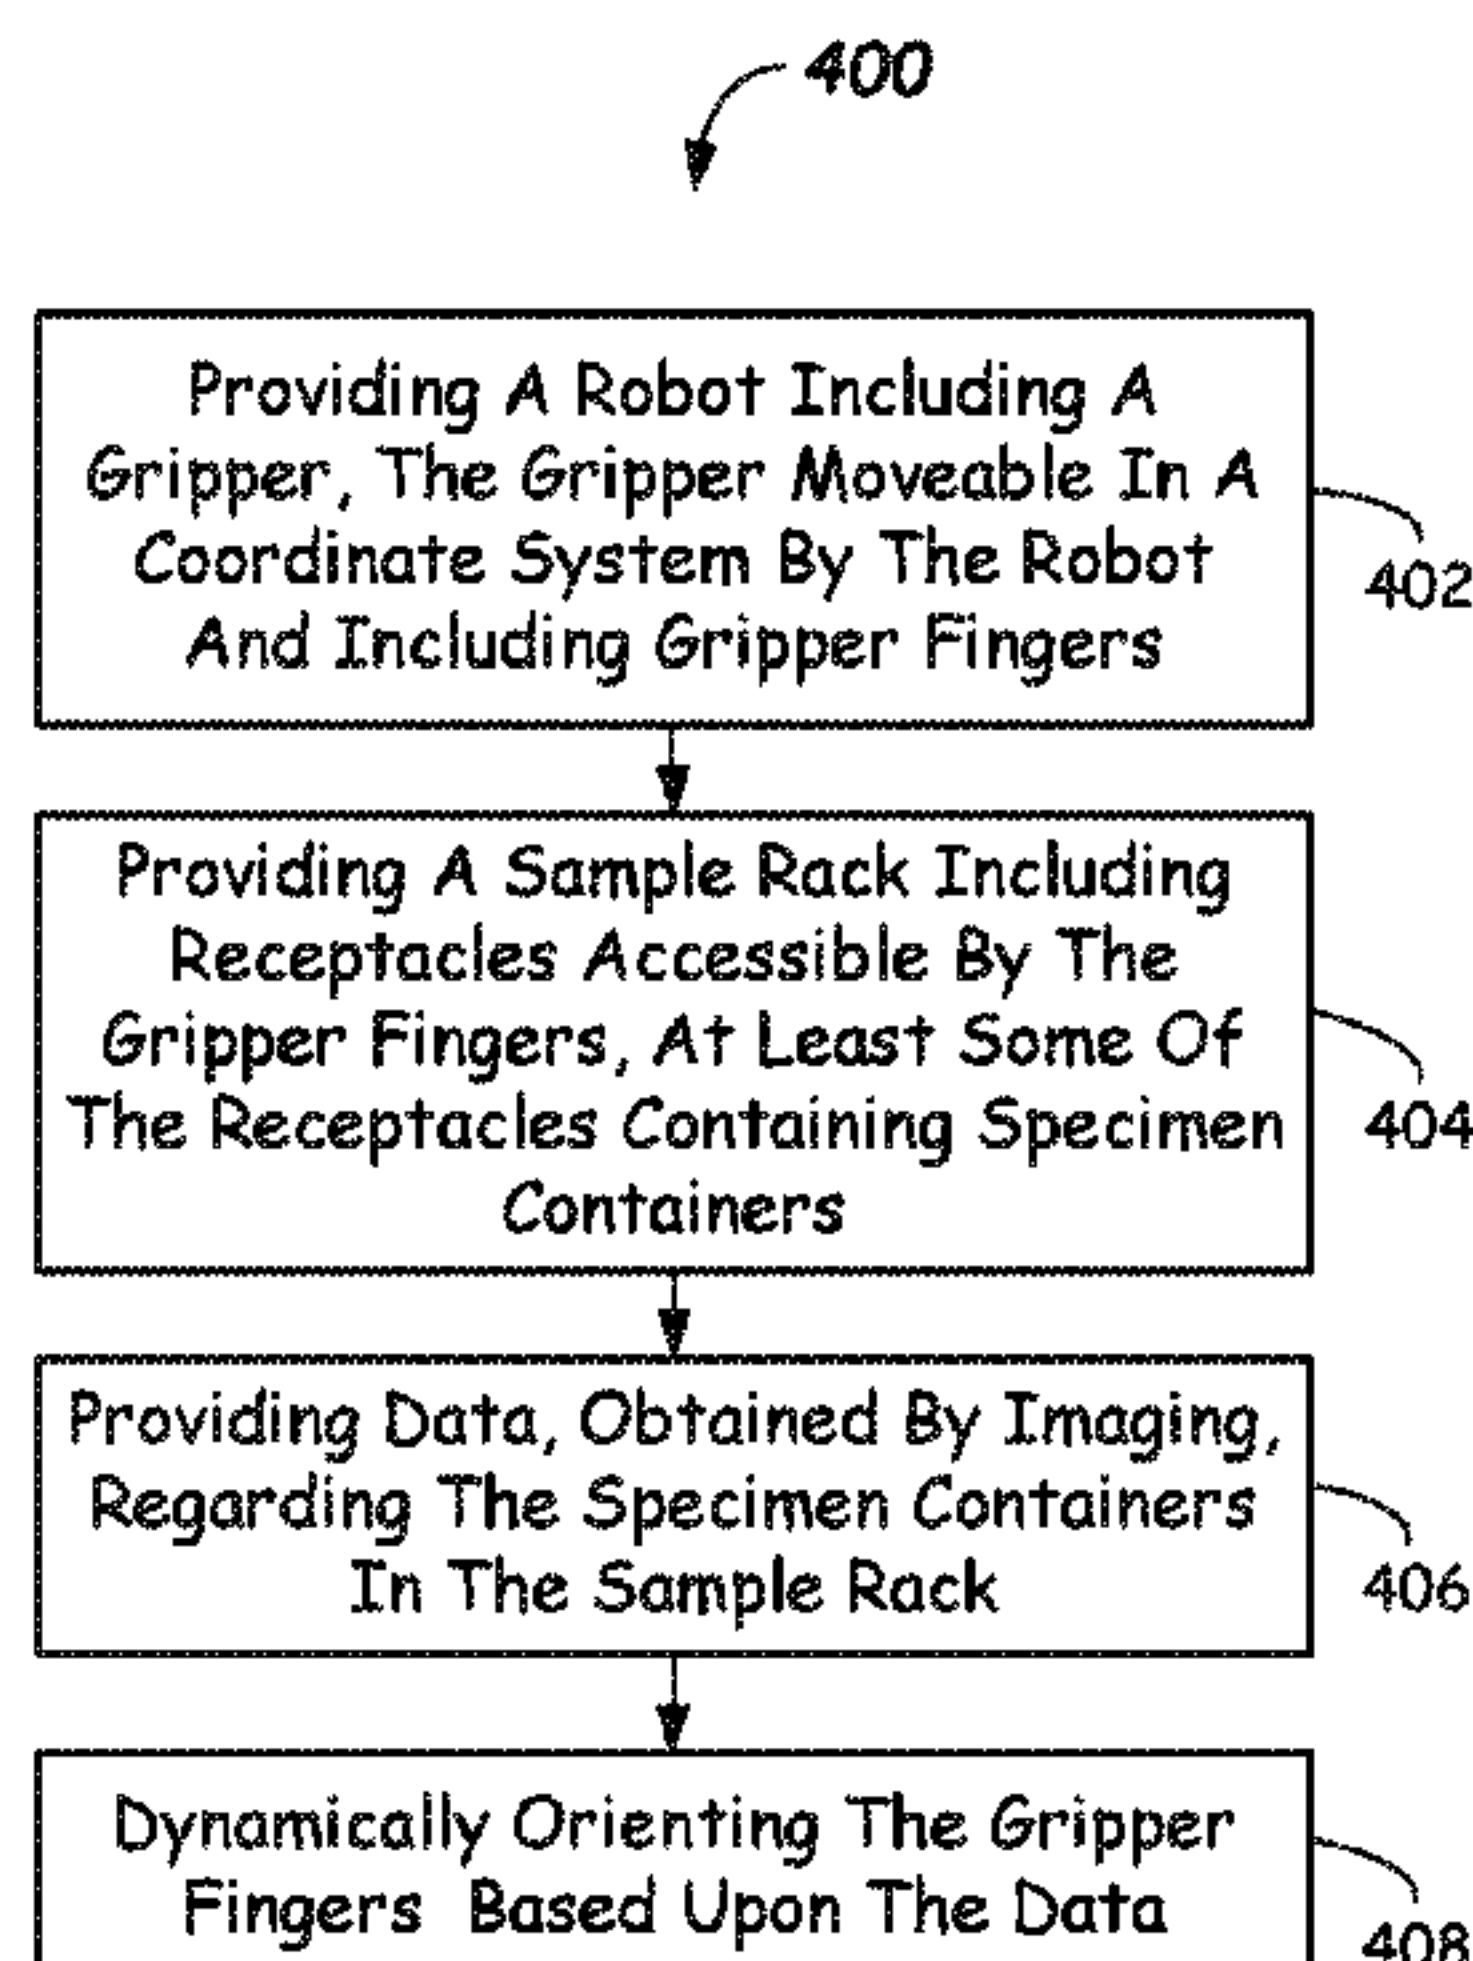 400
Providing A Robot Including A
Gripper, The Gripper Moveable In A
Coordinate System By The Robot
And Including Gripper Fingers
402
Providing A Sample Rack Including
Receptacles Accessible By The
Gripper Fingers, At Least Some Of
The Receptacles Containing Specimen
Containers
404
Providing Data, Obtained By Imaging,
Regarding The Specimen Containers
In The Sample Rack
406
Dynamically Orienting The Gripper
Fingers Based Upon The Data
408